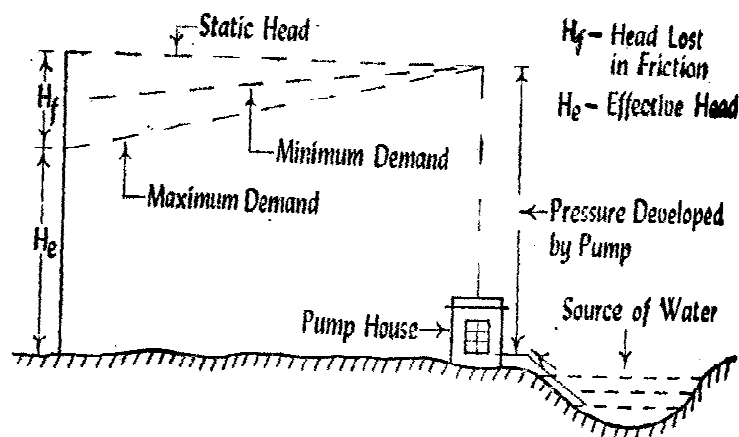 Static Head
Hf – Head Lost
in Friction
He – Effective Head
Hf
Minimum Demand
Maximum Demand
Pressure Developed
by Pump
He
Source of Water
Pump House